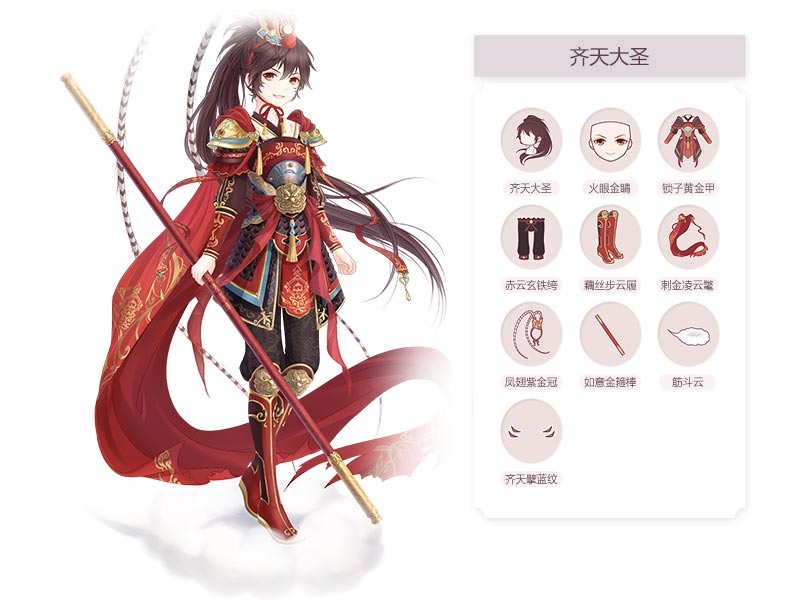 齐天大圣
齐天大圣
火眼金睛
锁子黄金甲
赤云玄铁绔
藕丝步云履
刺金凌云氅
凤翅紫金冠
如意金箍棒
筋斗云
齐天擘蓝纹